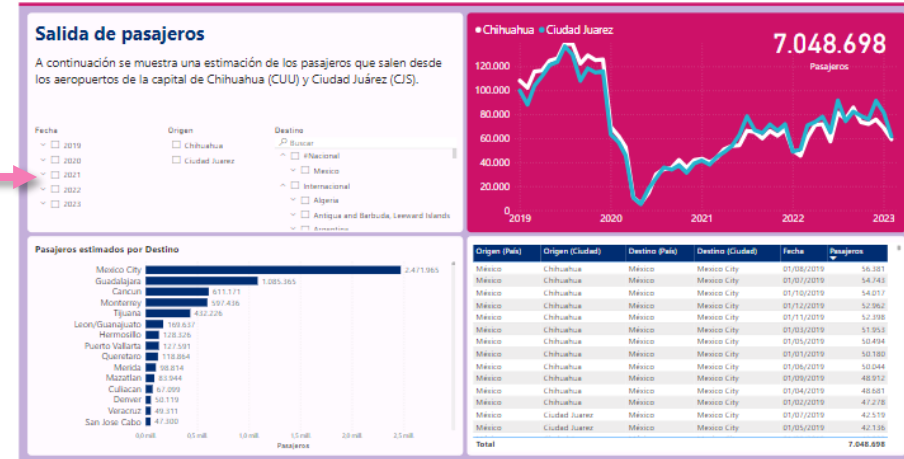 Salida de pasajeros
A continuación se muestra una estimación de los pasajeros que salen desde
los aeropuertos de la capital de Chihuahua (CUU) y Ciudad Juárez (CJS).
Fecha
2019
2020
2021
2022
2023
Origen
Chihuahua
Ciudad Juarez
Destino
Buscar
#Nacional
Mexico
Internacional
Algeria
Antigua and Barbuda, Leeward Islands
Chihuahua Ciudad Juarez
7.048.698
Pasajeros
120.000
100.000
80.000
60.000
40.000
20.000
0
2019 2020 2021 2022 2023
Pasajeros estimados por Destino
Mexico City 2.471.965
Guadalajara 1.085.365
Cancun 611.171
Monterrey 597.436
Tijuana 432.226
Leon/Guanajuato 169.637
Hermosillo 128.326
Puerto Vallarta 127.591
Queretaro 118.864
Merida 98.814
Mazatlan 83.944
Culiacan 67.099
Denver 50.119
Veracruz 49.311
San Jose Cabo 47.300
0,0 mill. 0,5 mill. 1,0 mill. 1,5 mill. 2,0 mill. 2,5 mill.
Pasajeros
Origen (País) Origen (Ciudad) Destino (País) Destino (Ciudad) Fecha Pasajeros
México Chihuahua México Mexico City 01/08/2019 56.381
México Chihuahua México Mexico City 01/07/2019 54.743
México Chihuahua México Mexico City 01/10/2019 54.017
México Chihuahua México Mexico City 01/12/2019 52.962
México Chihuahua México Mexico City 01/11/2019 52.398
México Chihuahua México Mexico City 01/03/2019 51.953
México Chihuahua México Mexico City 01/05/2019 50.494
México Chihuahua México Mexico City 01/01/2019 50.180
México Chihuahua México Mexico City 01/06/2019 50.044
México Chihuahua México Mexico City 01/09/2019 48.912
México Chihuahua México Mexico City 01/04/2019 48.681
México Chihuahua México Mexico City 01/02/2019 47.278
México Ciudad Juarez México Mexico City 01/07/2019 42.519
México Ciudad Juarez México Mexico City 01/05/2019 42.136
Total 7.048.698